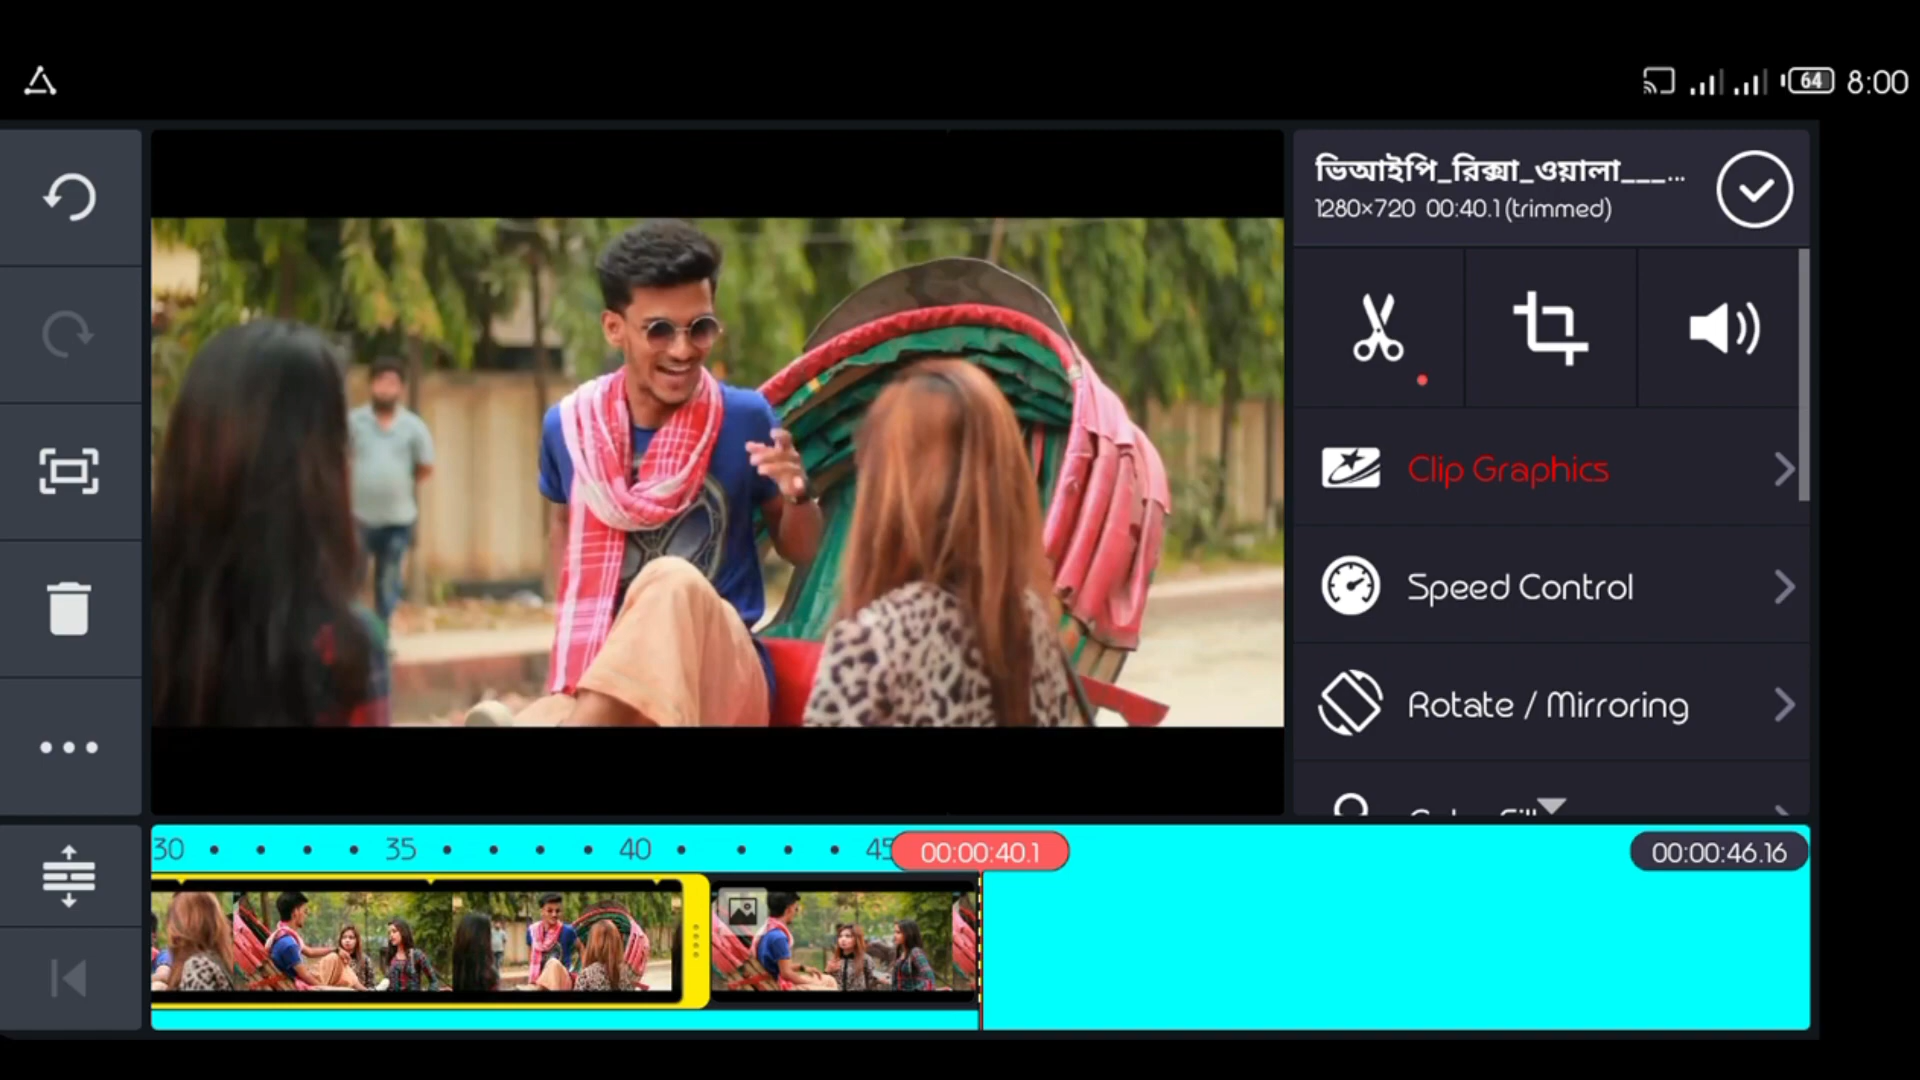 64 8:00
ভিআইপি_রিক্সা_ওয়ালা___...
1280×720 00:40.1 (trimmed)
Clip Graphics
Speed Control
Rotate / Mirroring
30 35 40 45 00:00:40.1 00:00:46.16